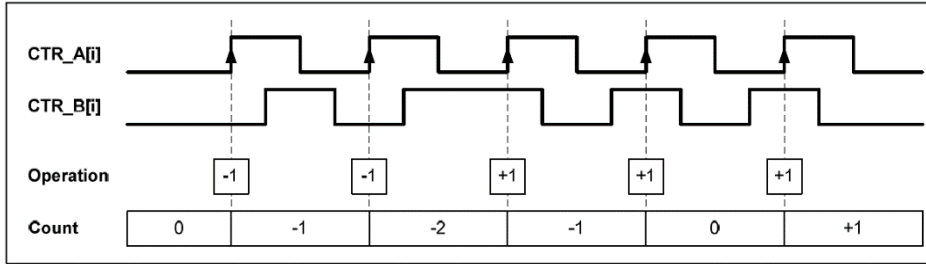 CTR_A[i]
CTR_B[i]
Operation -1 -1 +1 +1 +1
Count 0 -1 -2 -1 0 +1